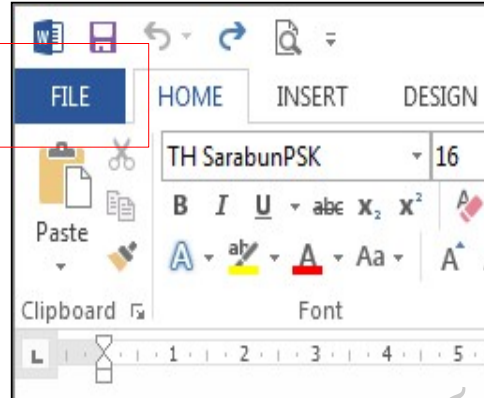 FILE HOME INSERT DESIGN
TH SarabunPSK 16
B I U abc X₂ X²
Paste
A ab A Aa A
Clipboard Font
L 1 2 3 4 5